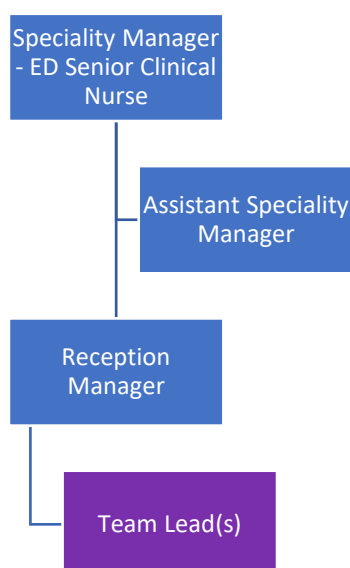 Speciality Manager
- ED Senior Clinical
Nurse
Assistant Speciality
Manager
Reception
Manager
Team Lead(s)